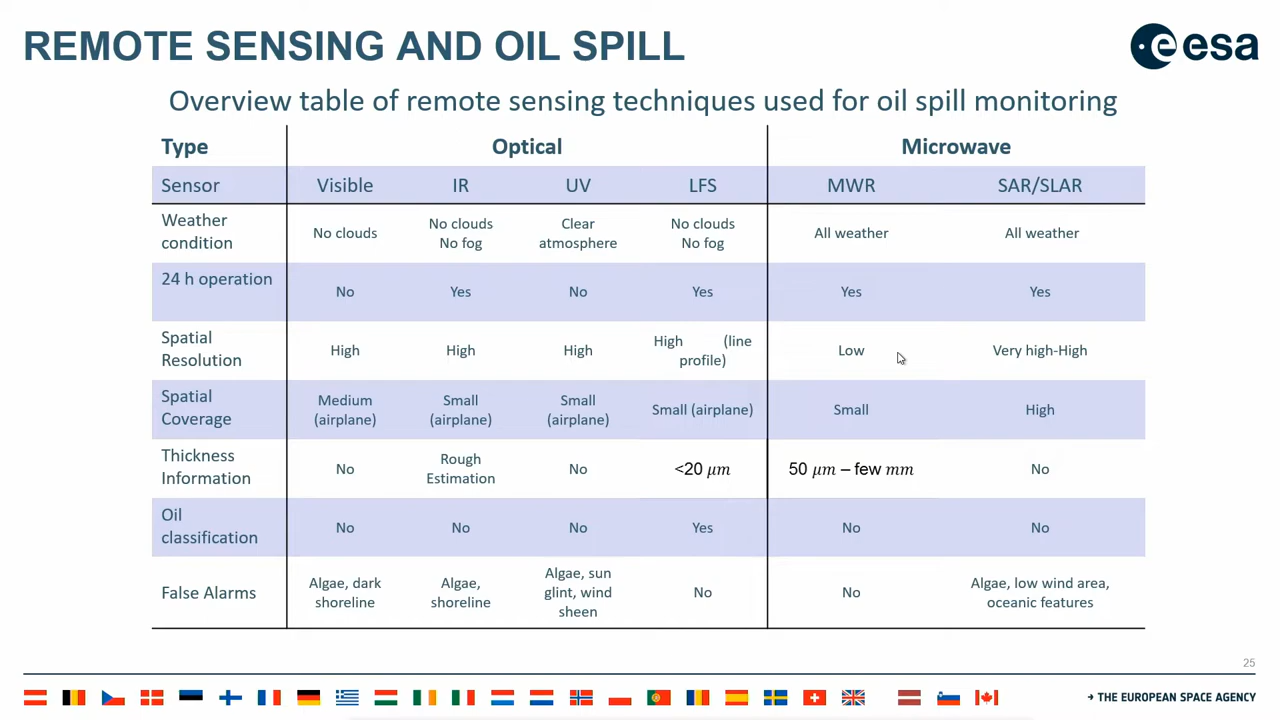 REMOTE SENSING AND OIL SPILL
esa
Overview table of remote sensing techniques used for oil spill monitoring
Type Optical Microwave
Sensor Visible IR UV LFS MWR SAR/SLAR
Weather condition No clouds No clouds No fog Clear atmosphere No clouds No fog All weather All weather
24 h operation No Yes No Yes Yes Yes
Spatial Resolution High High High High (line profile) Low Very high-High
Spatial Coverage Medium (airplane) Small (airplane) Small (airplane) Small (airplane) Small High
Thickness Information No Rough Estimation No <20 µm 50 µm – few mm No
Oil classification No No No Yes No No
False Alarms Algae, dark shoreline Algae, shoreline Algae, sun glint, wind sheen No No Algae, low wind area, oceanic features
25
→ THE EUROPEAN SPACE AGENCY